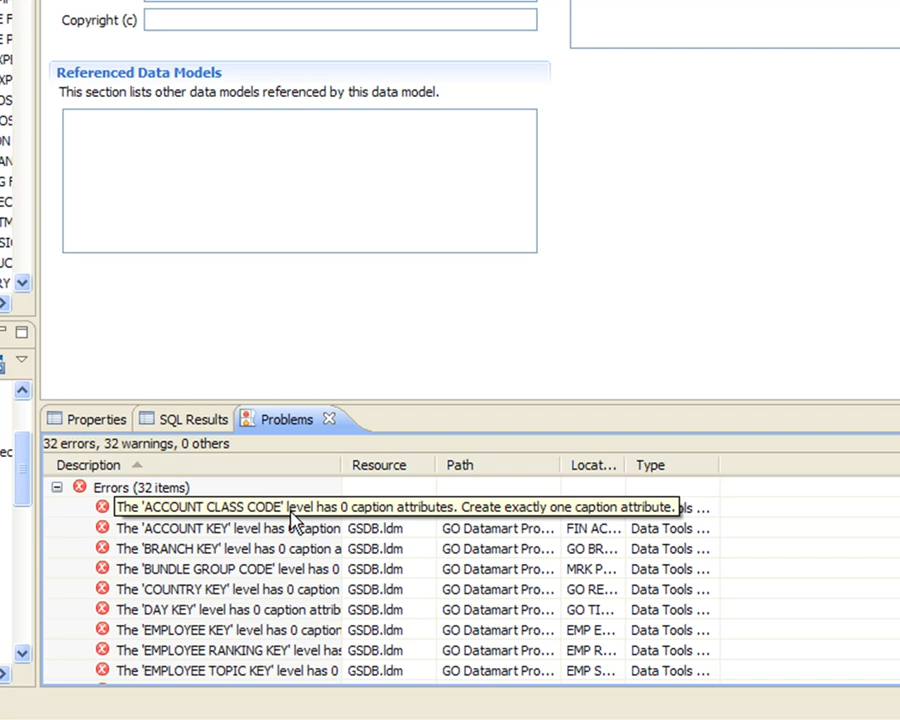 Copyright (c)
Referenced Data Models
This section lists other data models referenced by this data model.
Properties SQL Results Problems
32 errors, 32 warnings, 0 others
Description Resource Path Locat... Type
Errors (32 items)
The 'ACCOUNT CLASS CODE' level has 0 caption attributes. Create exactly one caption attribute.
The 'ACCOUNT KEY' level has 0 caption GSDB.ldm GO Datamart Pro... FIN AC... Data Tools ...
The 'BRANCH KEY' level has 0 caption a GSDB.ldm GO Datamart Pro... GO BR... Data Tools ...
The 'BUNDLE GROUP CODE' level has 0 GSDB.ldm GO Datamart Pro... MRK P... Data Tools ...
The 'COUNTRY KEY' level has 0 caption GSDB.ldm GO Datamart Pro... GO RE... Data Tools ...
The 'DAY KEY' level has 0 caption attrib GSDB.ldm GO Datamart Pro... GO TI... Data Tools ...
The 'EMPLOYEE KEY' level has 0 caption GSDB.ldm GO Datamart Pro... EMP E... Data Tools ...
The 'EMPLOYEE RANKING KEY' level has GSDB.ldm GO Datamart Pro... EMP R... Data Tools ...
The 'EMPLOYEE TOPIC KEY' level has 0 GSDB.ldm GO Datamart Pro... EMP S... Data Tools ...